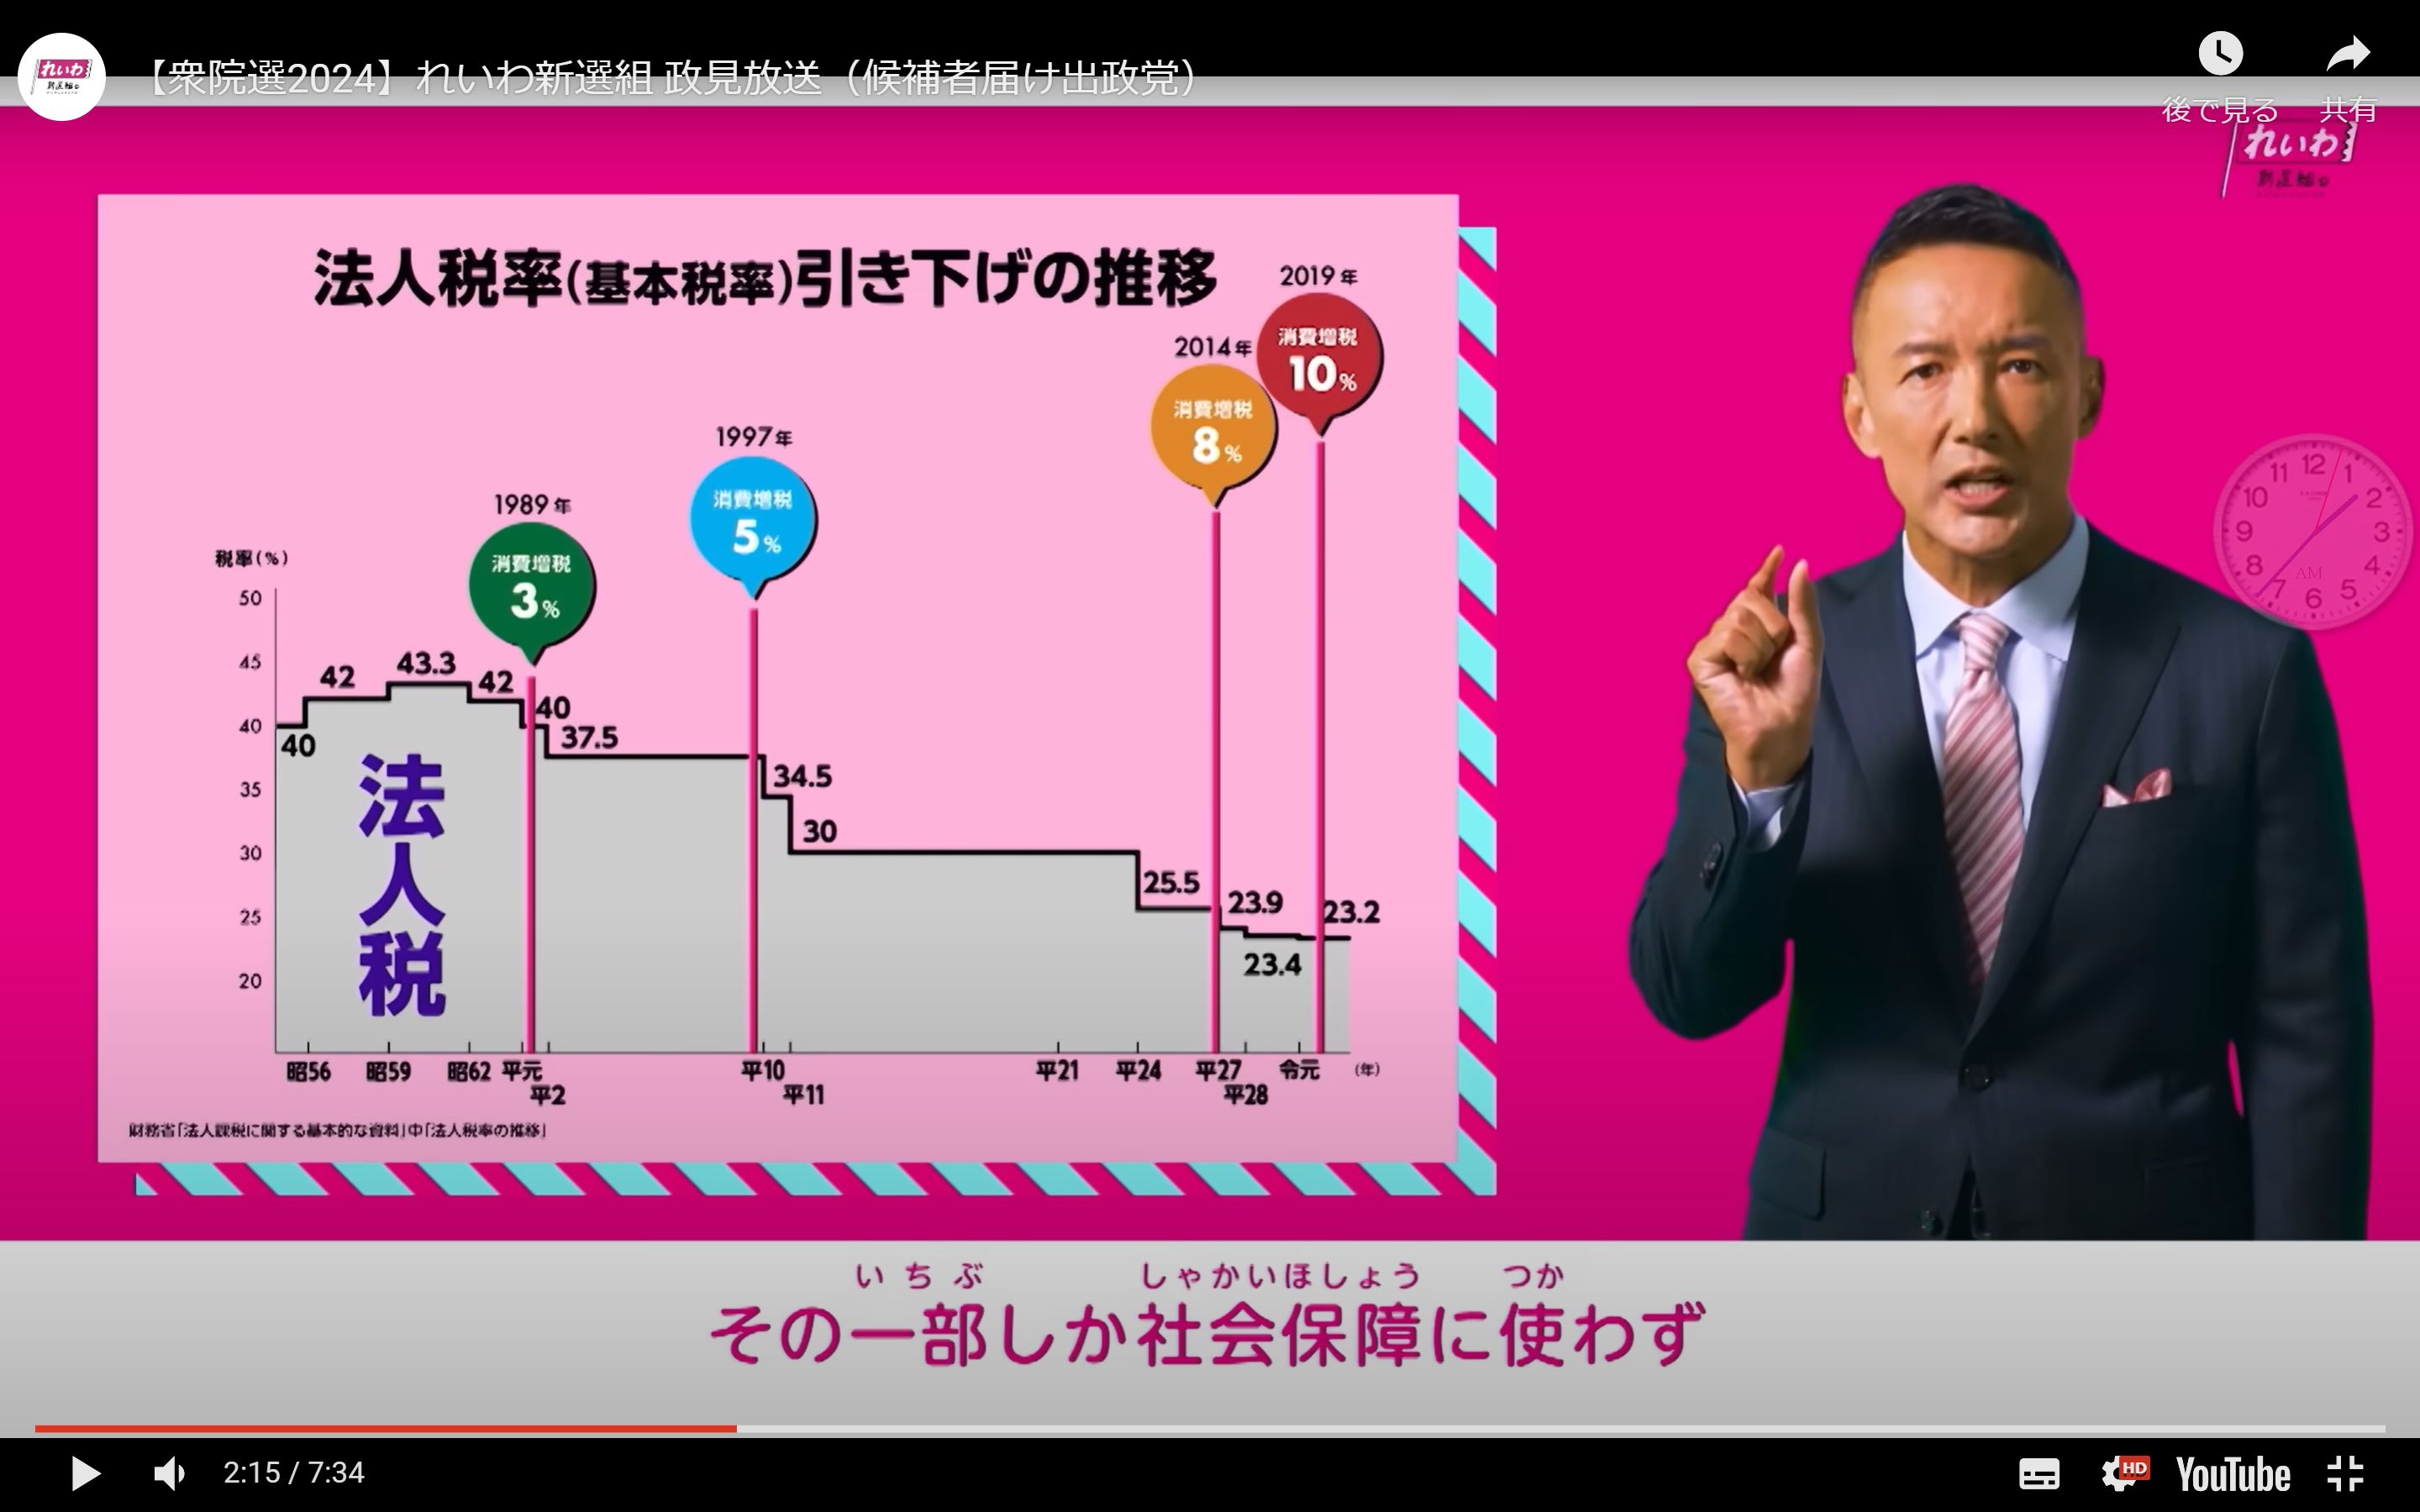 れいわ
【衆院選2024】れいわ新選組 政見放送（候補者届け出政党）
後で見る
共有
れいわ
法人税率(基本税率)引き下げの推移
2019年
消費増税
10%
2014年
消費増税
8%
1997年
消費増税
5%
1989年
消費増税
3%
税率(%)
50
45
40
35
30
25
20
40
42
43.3
42
40
37.5
34.5
30
25.5
23.9
23.4
23.2
法人税
昭56 昭59 昭62 平元 平10 平21 平24 平27 令元 (年)
平2 平11 平28
財務省「法人課税に関する基本的な資料」中「法人税率の推移」
12
1
2
3
4
5
6
7
8
9
10
11
AM
いちぶ しゃかいほしょう つか
その一部しか社会保障に使わず
2:15 / 7:34
HD
YouTube